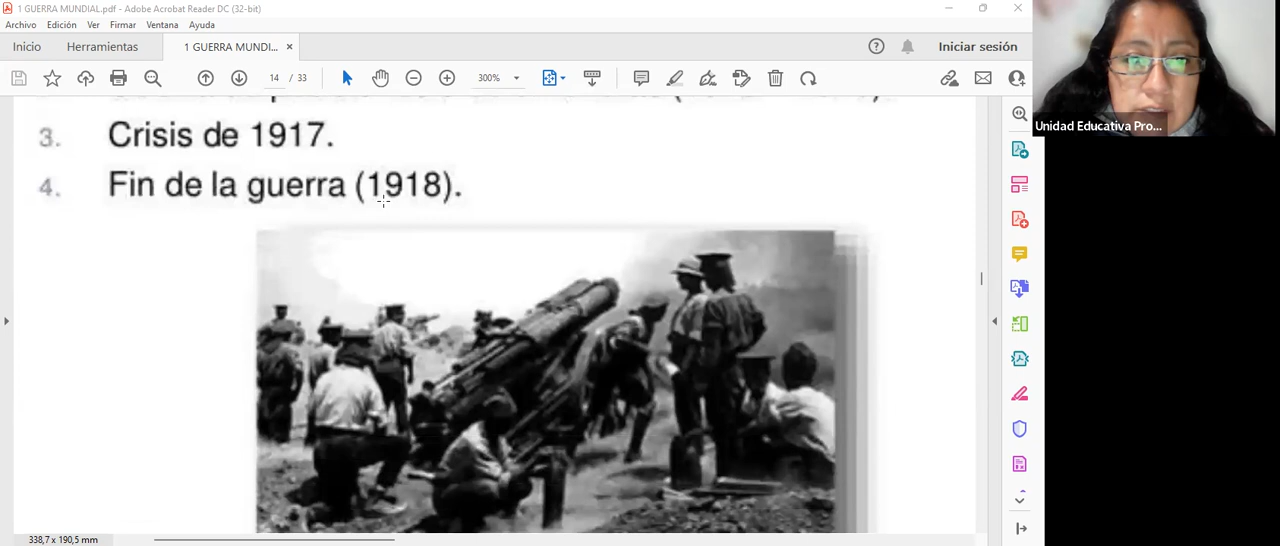 1 GUERRA MUNDIAL.pdf - Adobe Acrobat Reader DC (32-bit)
Archivo Edición Ver Firmar Ventana Ayuda
Inicio Herramientas 1 GUERRA MUNDI... × Iniciar sesión
14 / 33 300%
Unidad Educativa Pro...
3. Crisis de 1917.
4. Fin de la guerra (1918).
338,7 x 190,5 mm